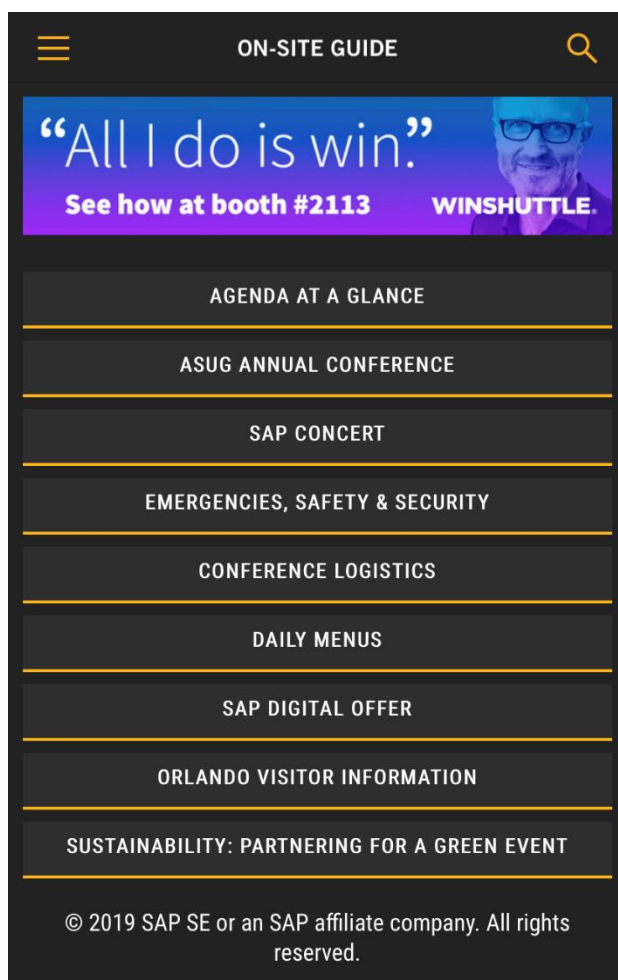 ON-SITE GUIDE
“All I do is win.”
See how at booth #2113
WINSHUTTLE.
AGENDA AT A GLANCE
ASUG ANNUAL CONFERENCE
SAP CONCERT
EMERGENCIES, SAFETY & SECURITY
CONFERENCE LOGISTICS
DAILY MENUS
SAP DIGITAL OFFER
ORLANDO VISITOR INFORMATION
SUSTAINABILITY: PARTNERING FOR A GREEN EVENT
© 2019 SAP SE or an SAP affiliate company. All rights
reserved.